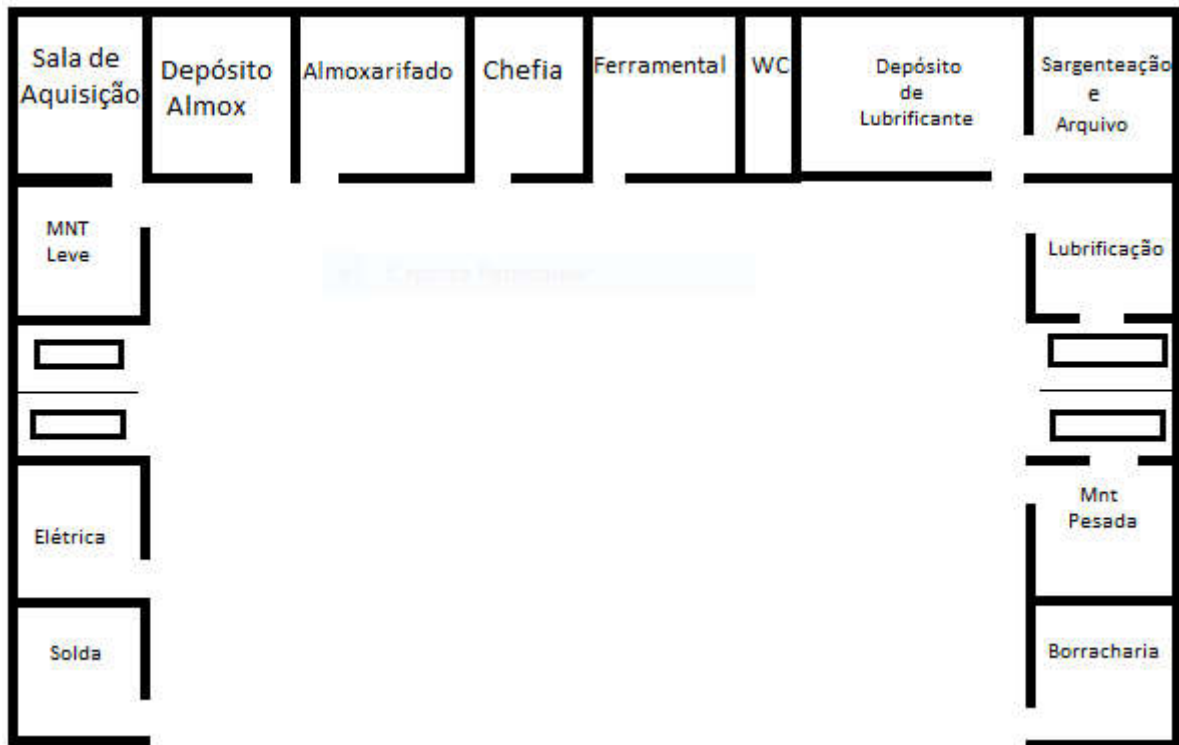 Sala de
Aquisição
Depósito
Almox
Almoxarifado
Chefia
Ferramental
WC
Depósito
de
Lubrificante
Sargenteação
e
Arquivo
MNT
Leve
Lubrificação
Elétrica
Mnt
Pesada
Solda
Borracharia